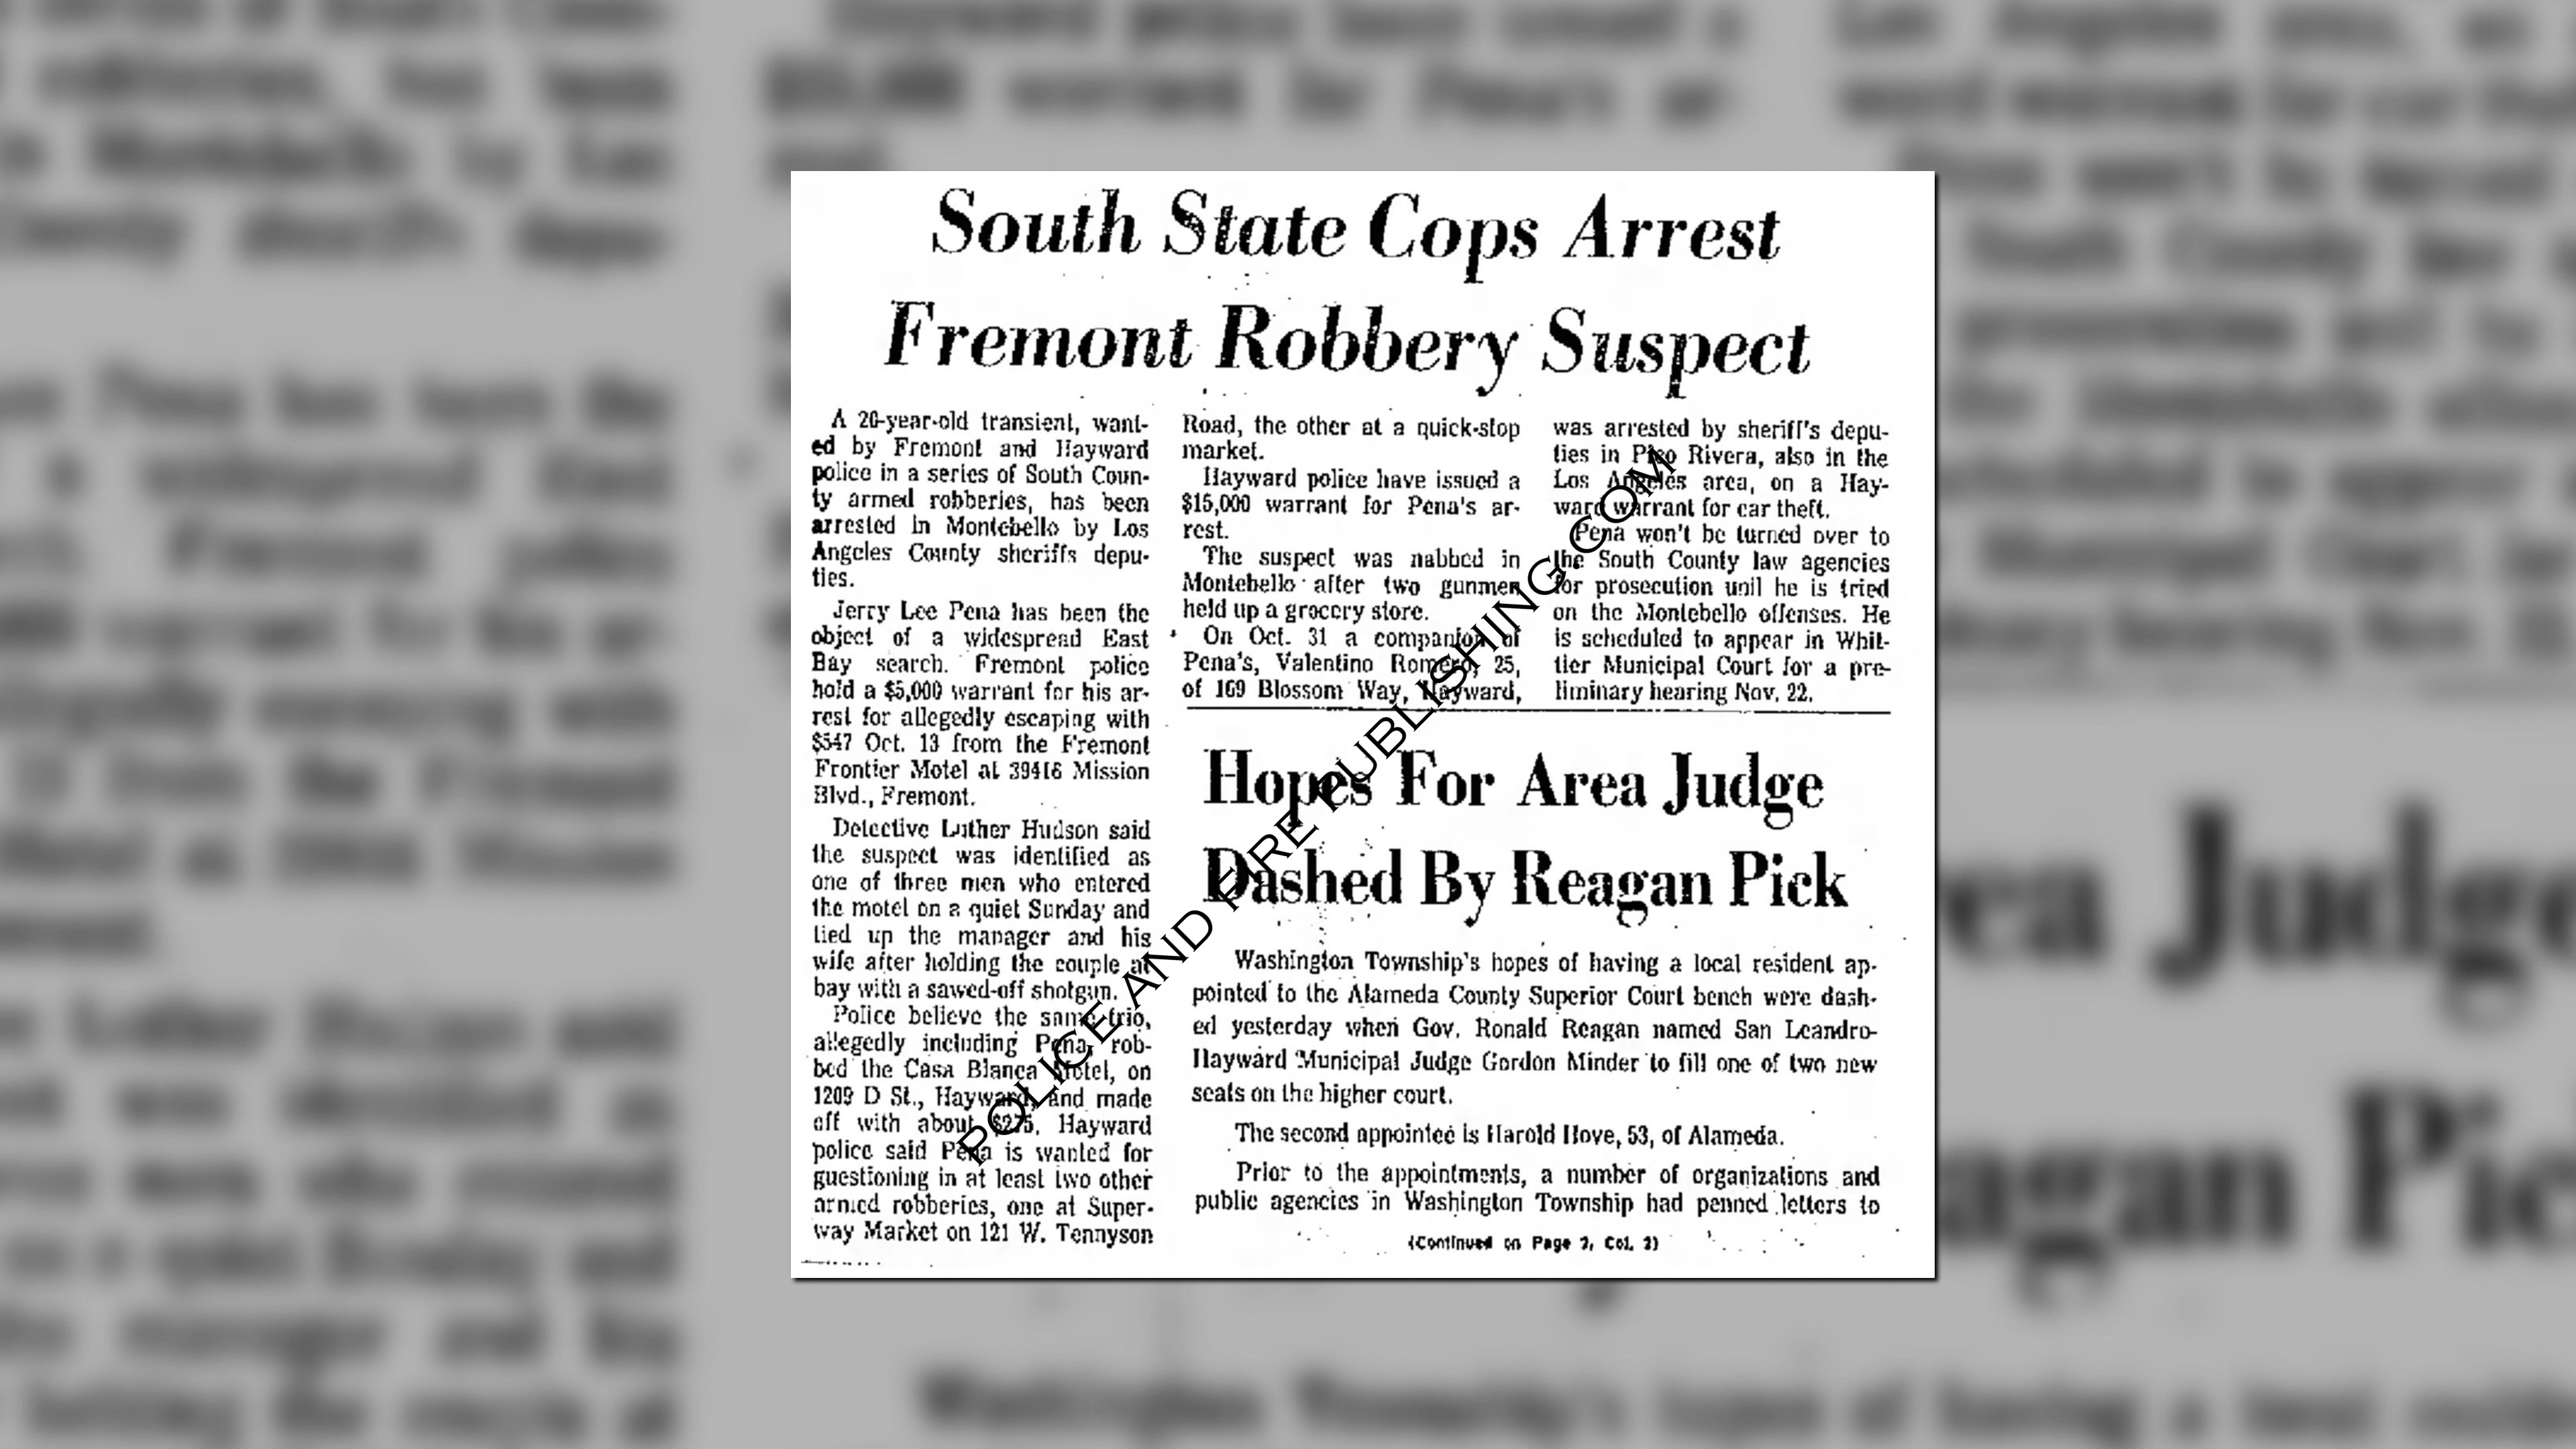 South State Cops Arrest
Fremont Robbery Suspect
A 20-year-old transient, want-
ed by Fremont and Hayward
police in a series of South Coun-
ty armed robberies, has been
arrested in Montebello by Los
Angeles County sheriffs depu-
ties.
Jerry Lee Pena has been the
object of a widespread East
Bay search. Fremont police
hold a $5,000 warrant for his ar-
rest for allegedly escaping with
$547 Oct. 13 from the Fremont
Frontier Motel at 39416 Mission
Blvd., Fremont.
Detective Luther Hudson said
the suspect was identified as
one of three men who entered
the motel on a quiet Sunday and
tied up the manager and his
wife after holding the couple at
bay with a sawed-off shotgun.
Police believe the same trio,
allegedly including Pena, rob-
bed the Casa Blanca Motel, on
1209 D St., Hayward, and made
off with about $275. Hayward
police said Pena is wanted for
guestioning in at least two other
armed robberies, one at Super-
way Market on 121 W. Tennyson
Road, the other at a quick-stop
market.
Hayward police have issued a
$15,000 warrant for Pena's ar-
rest.
The suspect was nabbed in
Montebello after two gunmen
held up a grocery store.
On Oct. 31 a companion of
Pena's, Valentino Romero, 25,
of 169 Blossom Way, Hayward,
was arrested by sheriff's depu-
ties in Pico Rivera, also in the
Los Angeles area, on a Hay-
ward warrant for car theft.
Pena won't be turned over to
the South County law agencies
for prosecution unil he is tried
on the Montebello offenses. He
is scheduled to appear in Whit-
tier Municipal Court for a pre-
liminary hearing Nov. 22.
Hopes For Area Judge
Dashed By Reagan Pick
Washington Township's hopes of having a local resident ap-
pointed to the Alameda County Superior Court bench were dash-
ed yesterday when Gov. Ronald Reagan named San Leandro-
Hayward Municipal Judge Gordon Minder to fill one of two new
seats on the higher court.
The second appointee is Harold Hove, 53, of Alameda.
Prior to the appointments, a number of organizations and
public agencies in Washington Township had penned letters to
(Continued on Page 2, Col. 2)
POLICE AND FIRE PUBLISHING.COM